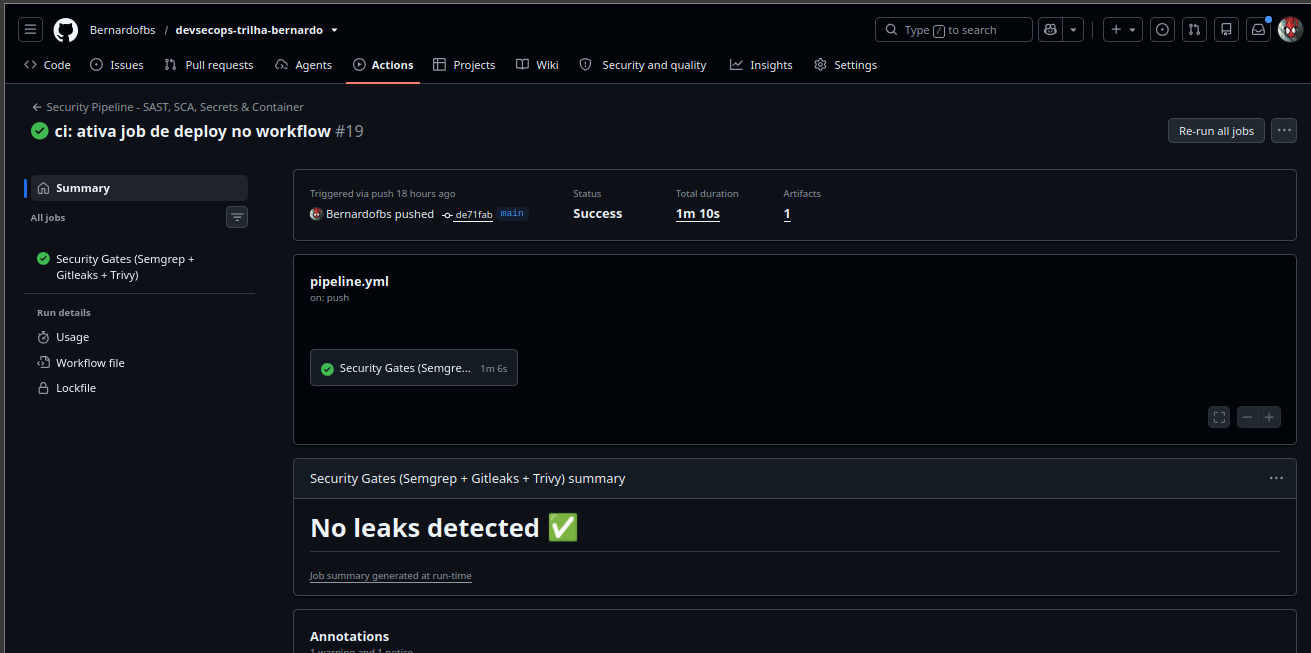 Bernardofbs / devsecops-trilha-bernardo
Type / to search
Code Issues Pull requests Agents Actions Projects Wiki Security and quality Insights Settings
← Security Pipeline - SAST, SCA, Secrets & Container
ci: ativa job de deploy no workflow #19
Re-run all jobs
Summary
All jobs
Security Gates (Semgrep +
Gitleaks + Trivy)
Run details
Usage
Workflow file
Lockfile
Triggered via push 18 hours ago
Bernardofbs pushed de71fab main
Status
Success
Total duration
1m 10s
Artifacts
1
pipeline.yml
on: push
Security Gates (Semgre... 1m 6s
Security Gates (Semgrep + Gitleaks + Trivy) summary
No leaks detected ✅
Job summary generated at run-time
Annotations
1 warning and 1 notice